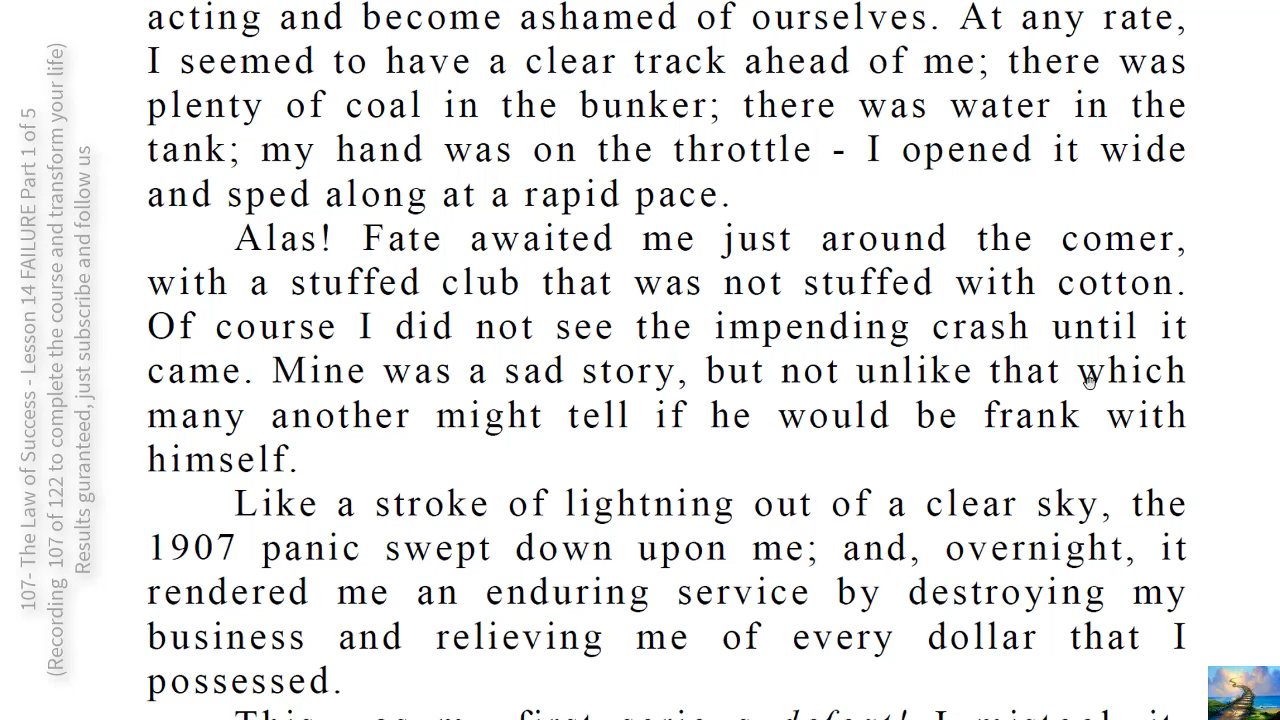 acting and become ashamed of ourselves. At any rate,
I seemed to have a clear track ahead of me; there was
plenty of coal in the bunker; there was water in the
tank; my hand was on the throttle - I opened it wide
and sped along at a rapid pace.
Alas! Fate awaited me just around the comer,
with a stuffed club that was not stuffed with cotton.
Of course I did not see the impending crash until it
came. Mine was a sad story, but not unlike that which
many another might tell if he would be frank with
himself.
Like a stroke of lightning out of a clear sky, the
1907 panic swept down upon me; and, overnight, it
rendered me an enduring service by destroying my
business and relieving me of every dollar that I
possessed.
107- The Law of Success - Lesson 14 FAILURE Part 1 of 5
(Recording 107 of 122 to complete the course and transform your life)
Results guranteed, just subscribe and follow us